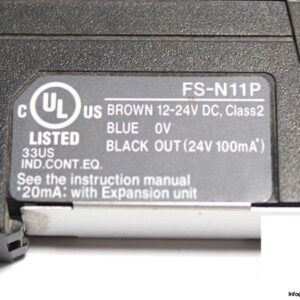 FS-N11P
C UL US
LISTED
33US
IND.CONT.EQ.
BROWN 12-24V DC, Class2
BLUE 0V
BLACK OUT (24V 100mA*)
See the instruction manual
*20mA: with Expansion unit